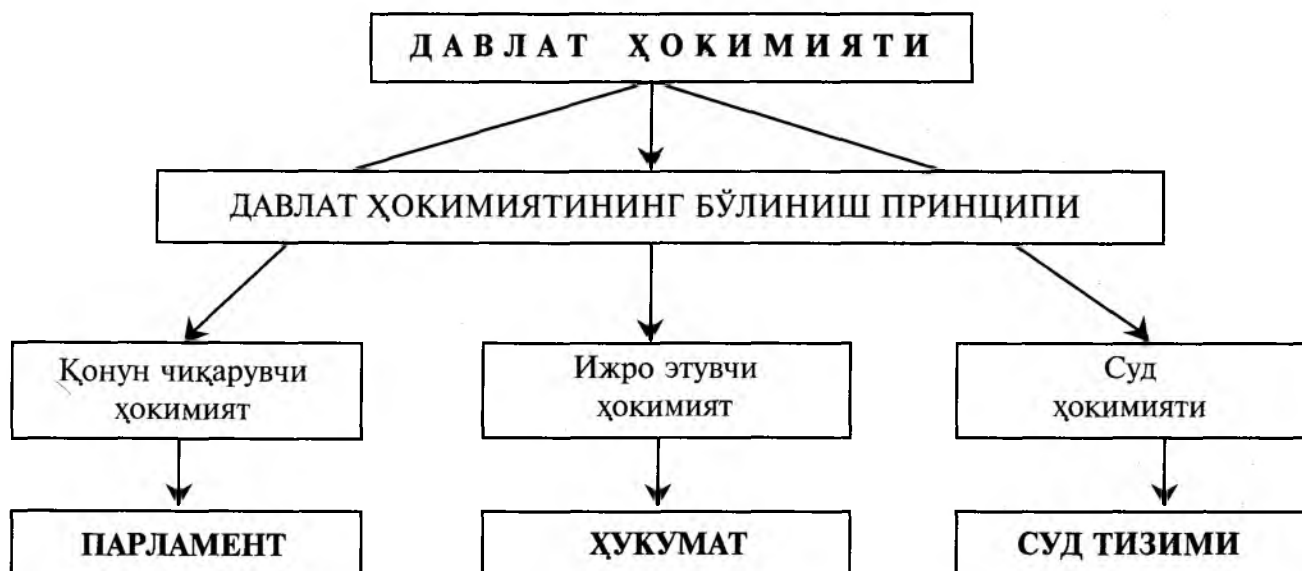 ДАВЛАТ ҲОКИМИЯТИ
ДАВЛАТ ҲОКИМИЯТИНИНГ БЎЛИНИШ ПРИНЦИПИ
Қонун чиқарувчи
ҳокимият
Ижро этувчи
ҳокимият
Суд
ҳокимияти
ПАРЛАМЕНТ
ҲУКУМАТ
СУД ТИЗИМИ